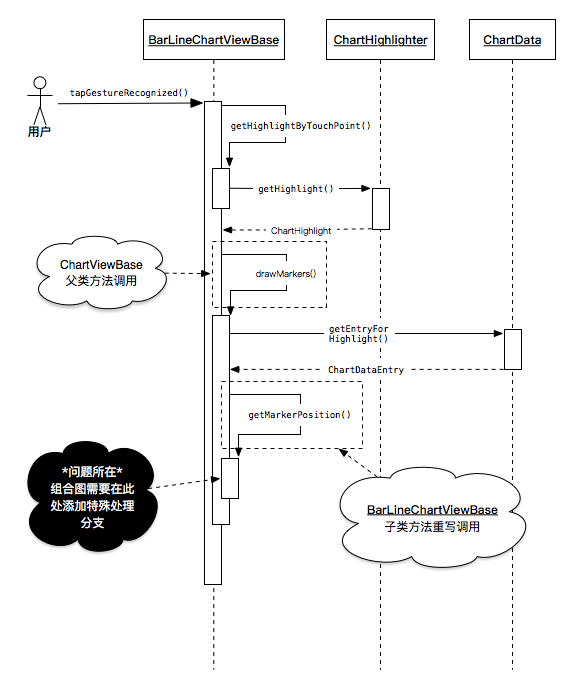 BarLineChartViewBase
ChartHighlighter
ChartData
tapGestureRecognized()
用户
getHighlightByTouchPoint()
getHighlight()
ChartHighlight
ChartViewBase
父类方法调用
drawMarkers()
getEntryFor
Highlight()
ChartDataEntry
getMarkerPosition()
*问题所在*
组合图需要在此
处添加特殊处理
分支
BarLineChartViewBase
子类方法重写调用